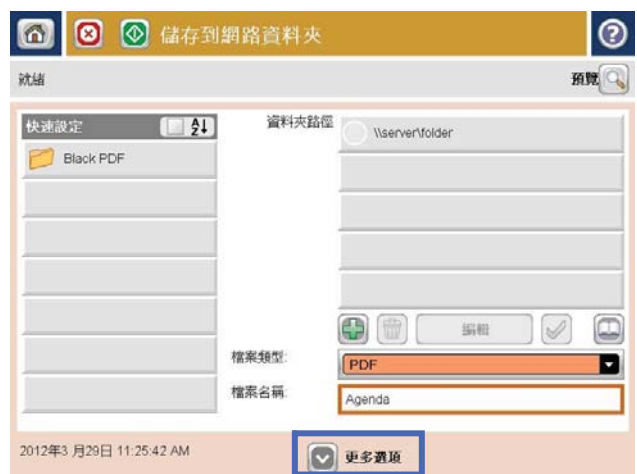 儲存到網路資料夾
就緒
預覽
快速設定
資料夾路徑
\\server\folder
Black PDF
編輯
檔案類型:
PDF
檔案名稱:
Agenda
2012年3 月29日 11:25:42 AM
更多選項